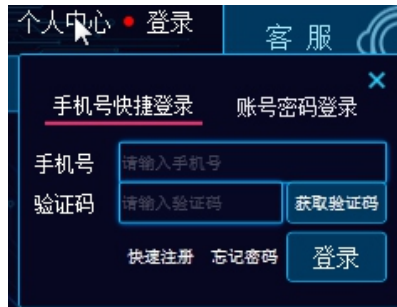 个人中心 登录 客服
手机号快捷登录 账号密码登录
手机号 请输入手机号
验证码 请输入验证码 获取验证码
快速注册 忘记密码 登录